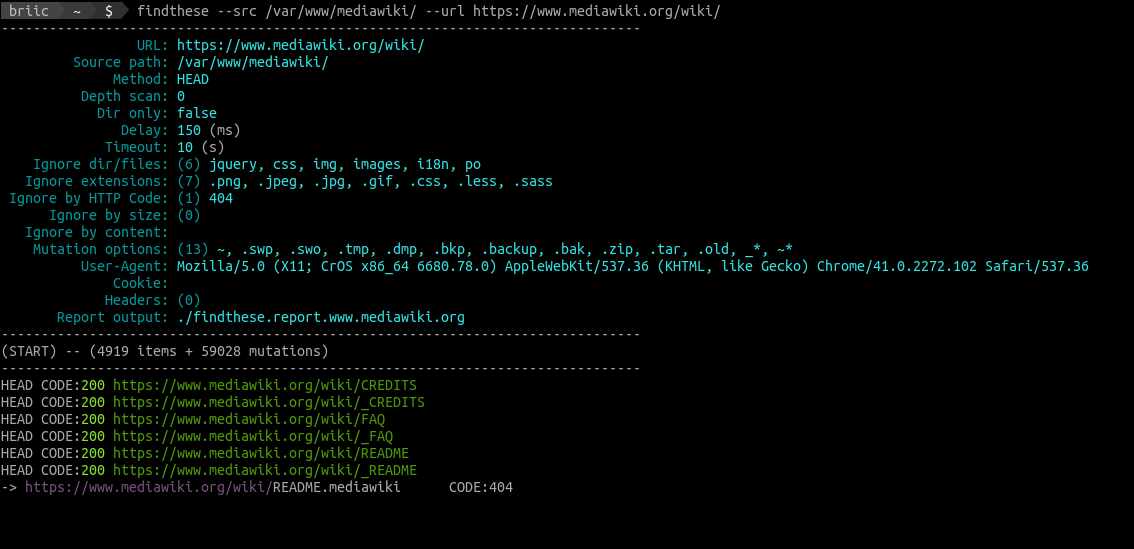 briic ~ $ findthese --src /var/www/mediawiki/ --url https://www.mediawiki.org/wiki/
--------------------------------------------------------------------------------
URL: https://www.mediawiki.org/wiki/
Source path: /var/www/mediawiki/
Method: HEAD
Depth scan: 0
Dir only: false
Delay: 150 (ms)
Timeout: 10 (s)
Ignore dir/files: (6) jquery, css, img, images, i18n, po
Ignore extensions: (7) .png, .jpeg, .jpg, .gif, .css, .less, .sass
Ignore by HTTP Code: (1) 404
Ignore by size: (0)
Ignore by content:
Mutation options: (13) ~, .swp, .swo, .tmp, .dmp, .bkp, .backup, .bak, .zip, .tar, .old, _*, ~*
User-Agent: Mozilla/5.0 (X11; CrOS x86_64 6680.78.0) AppleWebKit/537.36 (KHTML, like Gecko) Chrome/41.0.2272.102 Safari/537.36
Cookie:
Headers: (0)
Report output: ./findthese.report.www.mediawiki.org
--------------------------------------------------------------------------------
(START) -- (4919 items + 59028 mutations)
--------------------------------------------------------------------------------
HEAD CODE:200 https://www.mediawiki.org/wiki/CREDITS
HEAD CODE:200 https://www.mediawiki.org/wiki/_CREDITS
HEAD CODE:200 https://www.mediawiki.org/wiki/FAQ
HEAD CODE:200 https://www.mediawiki.org/wiki/_FAQ
HEAD CODE:200 https://www.mediawiki.org/wiki/README
HEAD CODE:200 https://www.mediawiki.org/wiki/_README
-> https://www.mediawiki.org/wiki/README.mediawiki CODE:404